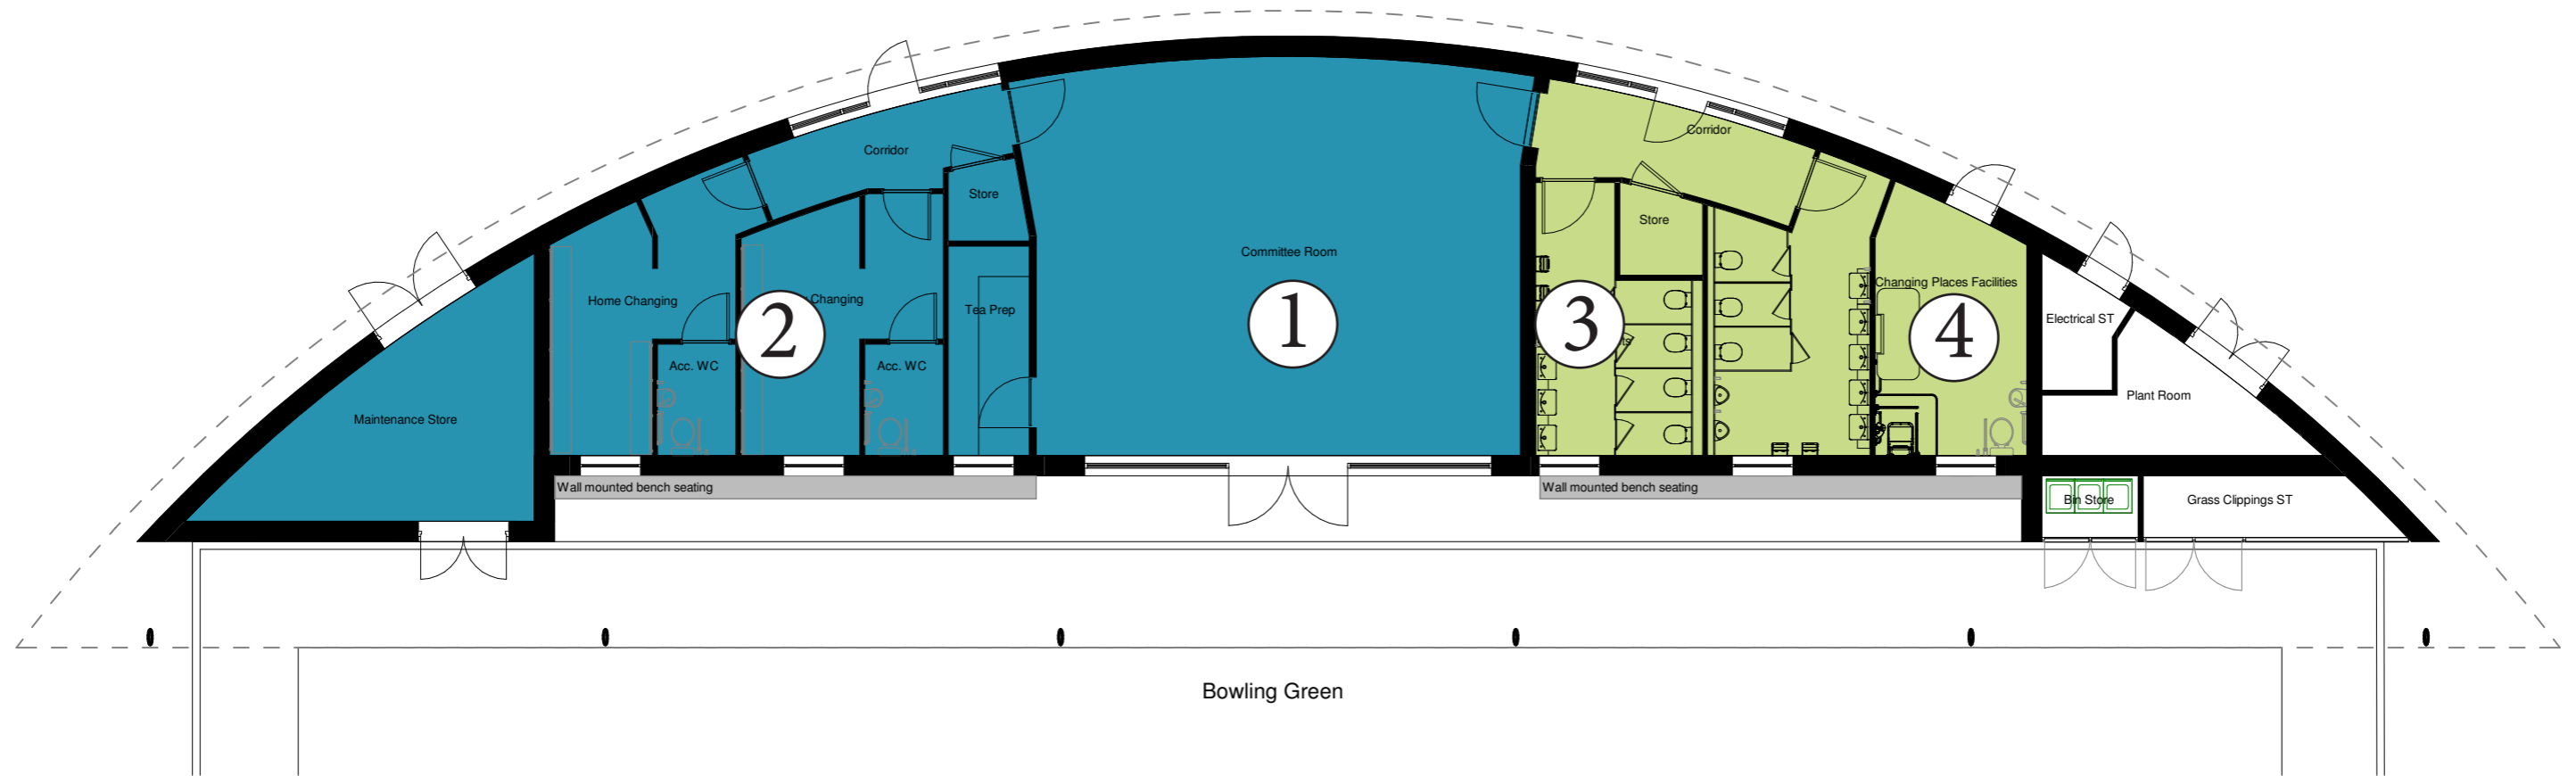 Corridor
Corridor
Store
Store
Committee Room
Home Changing
Changing
Tea Prep
Changing Places Facilities
Electrical ST
2
1
3
4
Acc. WC
Acc. WC
Maintenance Store
Plant Room
Wall mounted bench seating
Wall mounted bench seating
Bin Store
Grass Clippings ST
Bowling Green